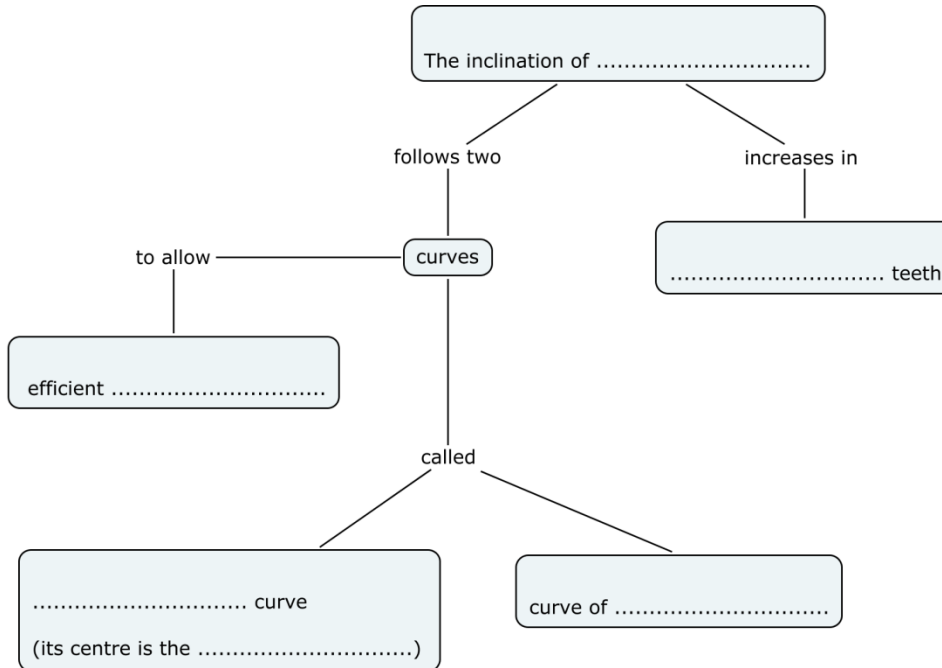 The inclination of ...............................
follows two
increases in
to allow
curves
............................... teeth
efficient ...............................
called
............................... curve
(its centre is the ...............................)
curve of ...............................